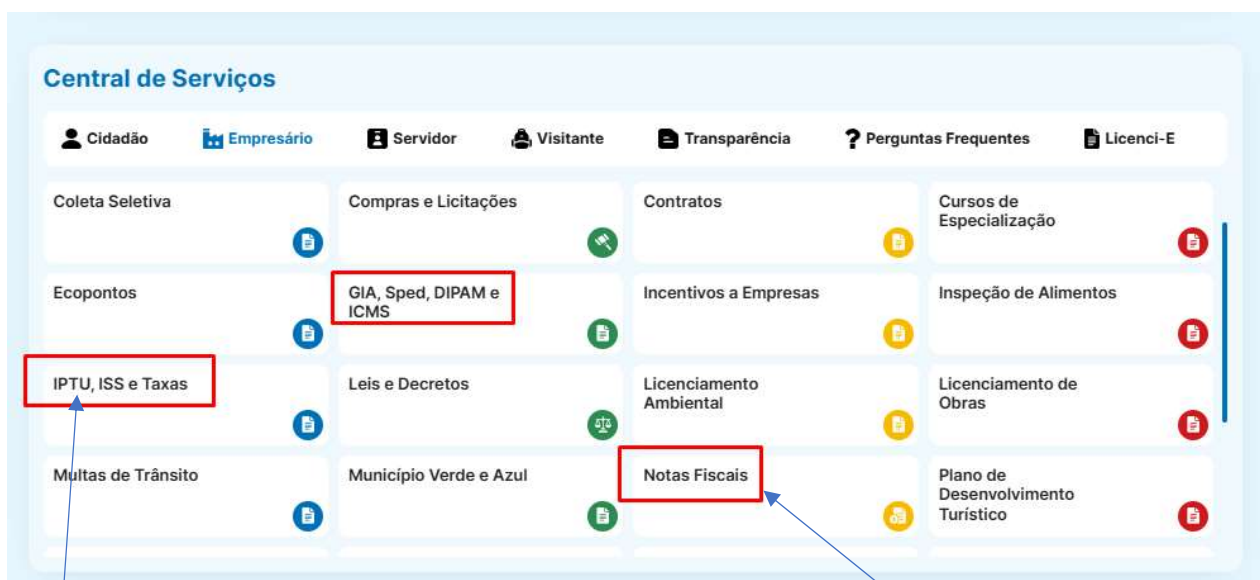 Central de Serviços
Cidadão Empresário Servidor Visitante Transparência ? Perguntas Frequentes Licenci-E
Coleta Seletiva
Compras e Licitações
Contratos
Cursos de
Especialização
Ecopontos
GIA, Sped, DIPAM e
ICMS
Incentivos a Empresas
Inspeção de Alimentos
IPTU, ISS e Taxas
Leis e Decretos
Licenciamento
Ambiental
Licenciamento de
Obras
Multas de Trânsito
Município Verde e Azul
Notas Fiscais
Plano de
Desenvolvimento
Turístico